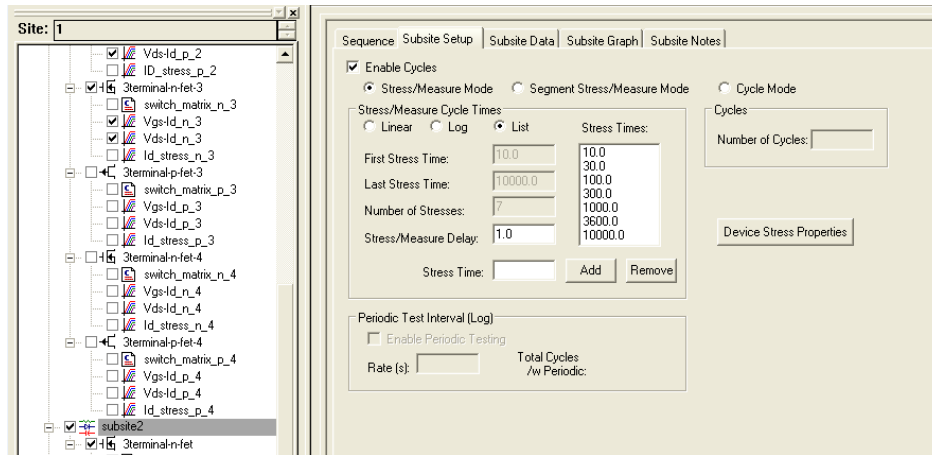 Site: 1
Vds-Id_p_2
ID_stress_p_2
3terminal-n-fet-3
switch_matrix_n_3
Vgs-Id_n_3
Vds-Id_n_3
Id_stress_n_3
3terminal-p-fet-3
switch_matrix_p_3
Vgs-Id_p_3
Vds-Id_p_3
Id_stress_p_3
3terminal-n-fet-4
switch_matrix_n_4
Vgs-Id_n_4
Vds-Id_n_4
Id_stress_n_4
3terminal-p-fet-4
switch_matrix_p_4
Vgs-Id_p_4
Vds-Id_p_4
Id_stress_p_4
subsite2
3terminal-n-fet
Sequence Subsite Setup Subsite Data Subsite Graph Subsite Notes
Enable Cycles
Stress/Measure Mode Segment Stress/Measure Mode Cycle Mode
Stress/Measure Cycle Times
Linear Log List
First Stress Time: 10.0
Last Stress Time: 10000.0
Number of Stresses: 7
Stress/Measure Delay: 1.0
Stress Times:
10.0
30.0
100.0
300.0
1000.0
3600.0
10000.0
Stress Time: Add Remove
Cycles
Number of Cycles:
Device Stress Properties
Periodic Test Interval (Log)
Enable Periodic Testing
Rate (s):
Total Cycles
/w Periodic: